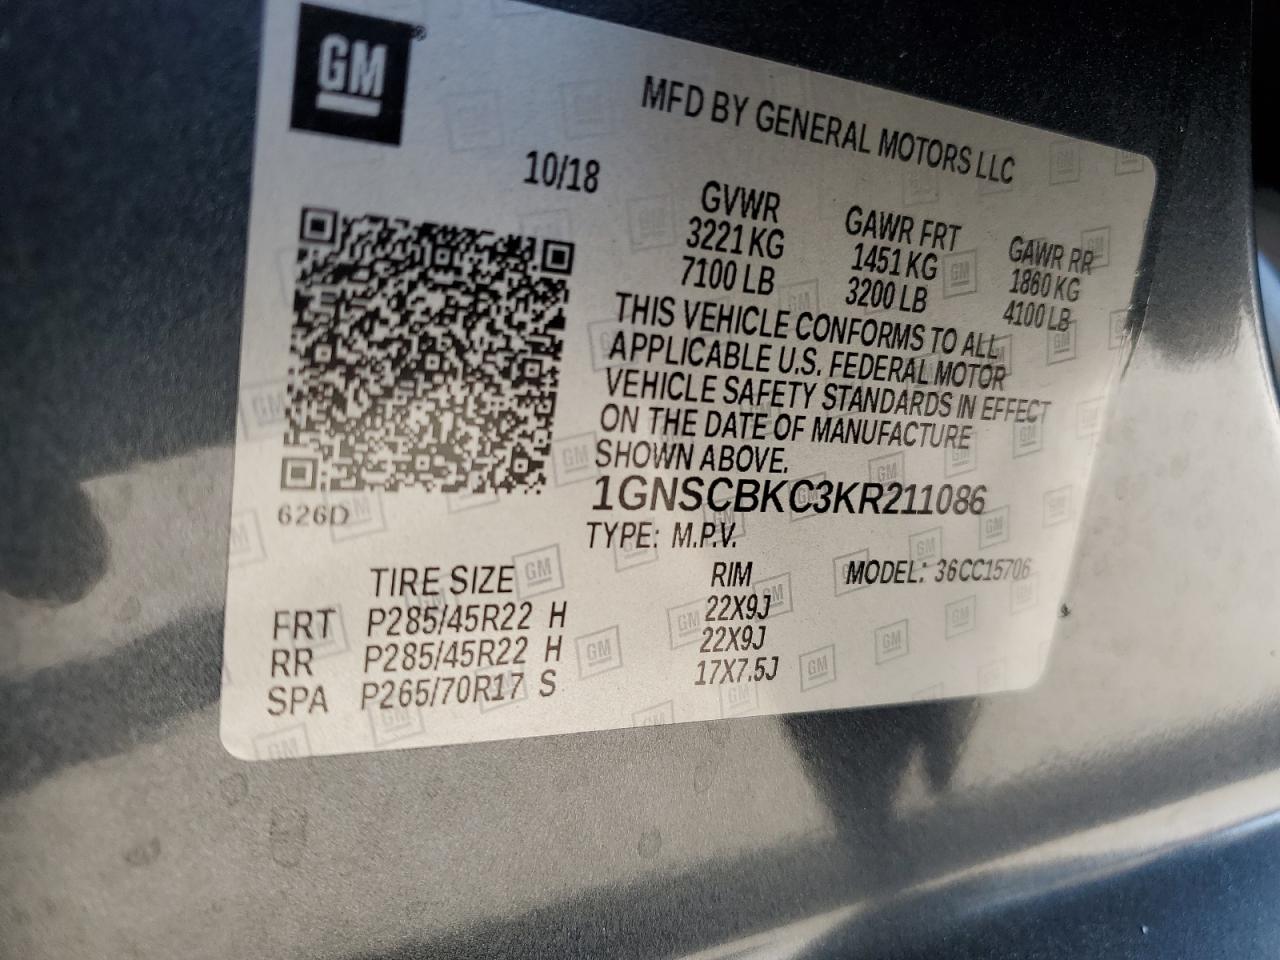 GM®
MFD BY GENERAL MOTORS LLC
10/18
GVWR GAWR FRT GAWR RR
3221 KG 1451 KG 1860 KG
7100 LB 3200 LB 4100 LB
THIS VEHICLE CONFORMS TO ALL
APPLICABLE U.S. FEDERAL MOTOR
VEHICLE SAFETY STANDARDS IN EFFECT
ON THE DATE OF MANUFACTURE
SHOWN ABOVE.
1GNSCBKC3KR211086
626D
TYPE: M.P.V.
MODEL: 36CC15706
TIRE SIZE RIM
FRT P285/45R22 H 22X9J
RR P285/45R22 H 22X9J
SPA P265/70R17 S 17X7.5J